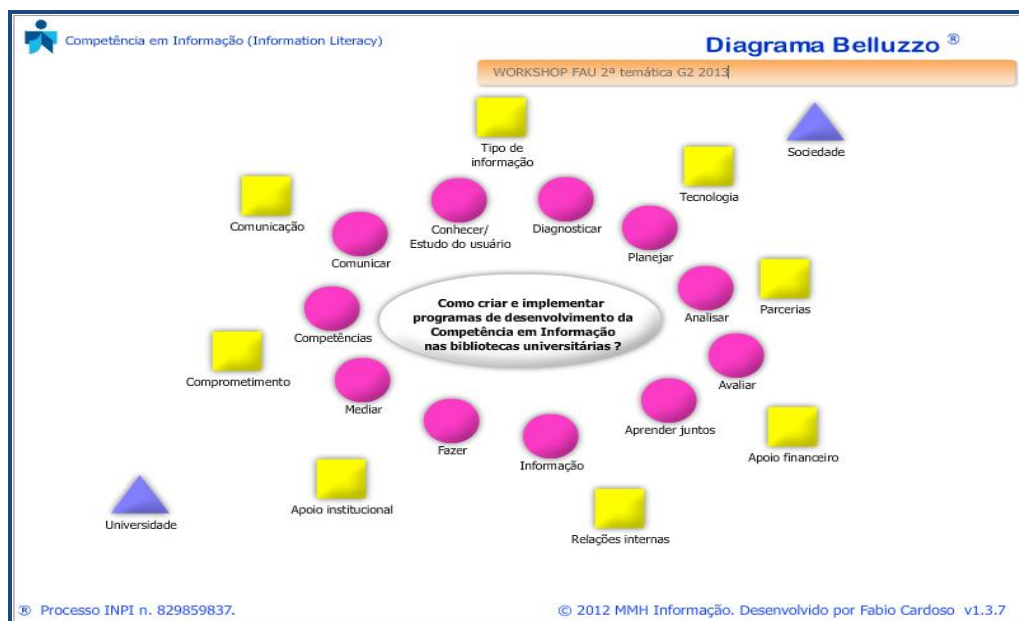 Competência em Informação (Information Literacy)
Diagrama Belluzzo ®
WORKSHOP FAU 2ª temática G2 2013
Tipo de
informação
Sociedade
Tecnologia
Comunicação
Conhecer/
Estudo do usuário
Diagnosticar
Planejar
Comunicar
Como criar e implementar
programas de desenvolvimento da
Competência em Informação
nas bibliotecas universitárias ?
Analisar
Parcerias
Competências
Comprometimento
Mediar
Avaliar
Aprender juntos
Fazer
Informação
Apoio financeiro
Apoio institucional
Universidade
Relações internas
® Processo INPI n. 829859837.
© 2012 MMH Informação. Desenvolvido por Fabio Cardoso v1.3.7